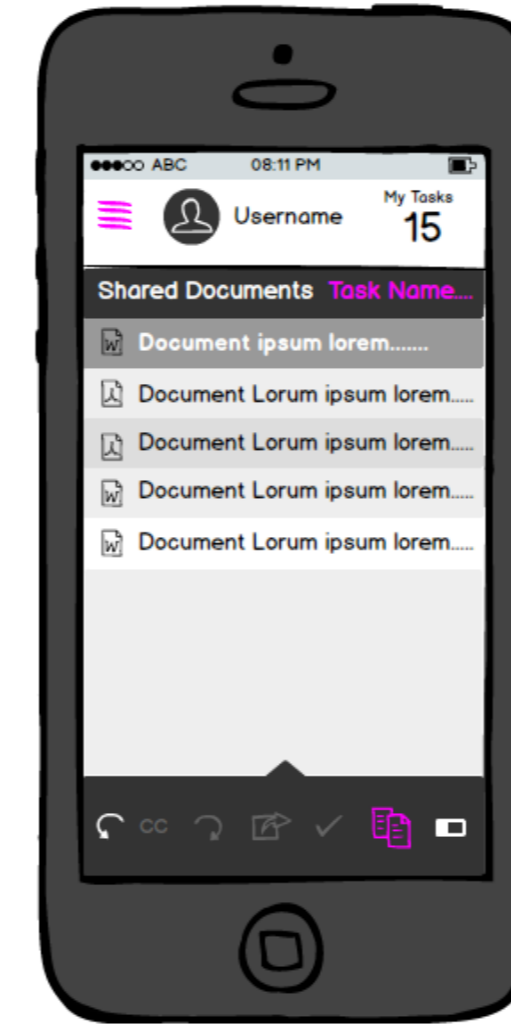 ABC 08:11 PM
My Tasks
Username 15
Shared Documents Task Name....
W Document ipsum lorem.......
Document Lorum ipsum lorem.....
Document Lorum ipsum lorem.....
W Document Lorum ipsum lorem.....
W Document Lorum ipsum lorem.....
CC